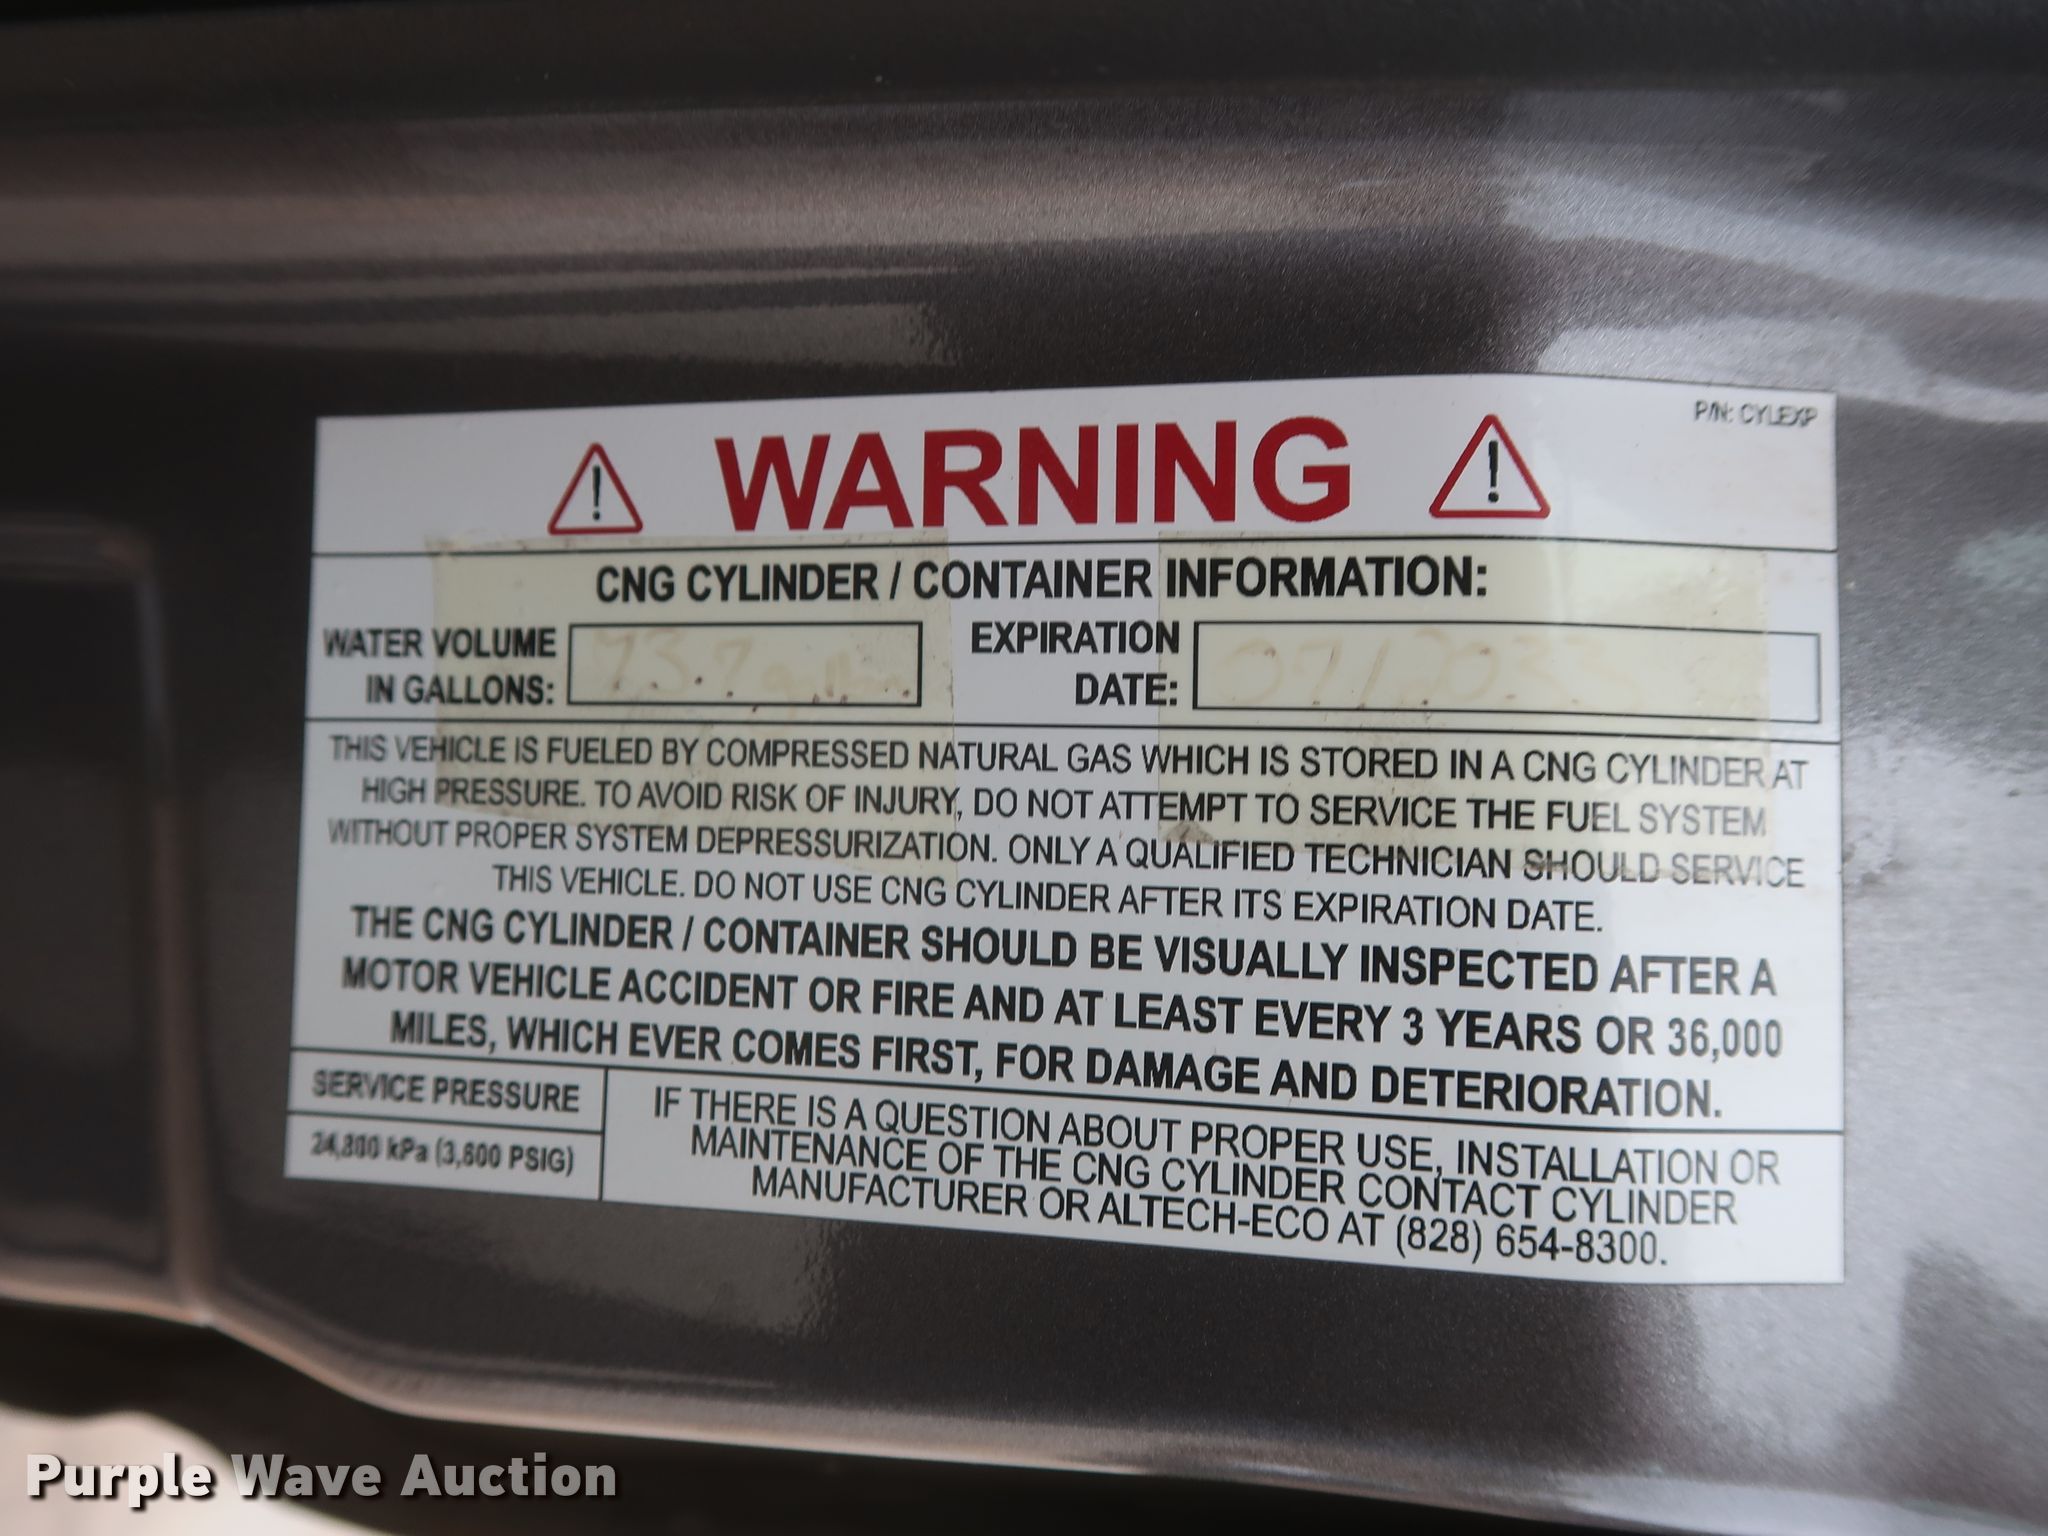 P/N: CYLEXP
WARNING
CNG CYLINDER / CONTAINER INFORMATION:
WATER VOLUME
IN GALLONS:
EXPIRATION
DATE: 07/2033
THIS VEHICLE IS FUELED BY COMPRESSED NATURAL GAS WHICH IS STORED IN A CNG CYLINDER AT
HIGH PRESSURE. TO AVOID RISK OF INJURY, DO NOT ATTEMPT TO SERVICE THE FUEL SYSTEM
WITHOUT PROPER SYSTEM DEPRESSURIZATION. ONLY A QUALIFIED TECHNICIAN SHOULD SERVICE
THIS VEHICLE. DO NOT USE CNG CYLINDER AFTER ITS EXPIRATION DATE.
THE CNG CYLINDER / CONTAINER SHOULD BE VISUALLY INSPECTED AFTER A
MOTOR VEHICLE ACCIDENT OR FIRE AND AT LEAST EVERY 3 YEARS OR 36,000
MILES, WHICH EVER COMES FIRST, FOR DAMAGE AND DETERIORATION.
SERVICE PRESSURE
24,800 kPa (3,600 PSIG)
IF THERE IS A QUESTION ABOUT PROPER USE, INSTALLATION OR
MAINTENANCE OF THE CNG CYLINDER CONTACT CYLINDER
MANUFACTURER OR ALTECH-ECO AT (828) 654-8300.
Purple Wave Auction